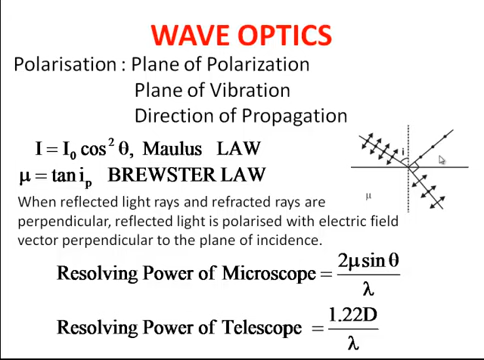 WAVE OPTICS
Polarisation : Plane of Polarization
Plane of Vibration
Direction of Propagation
I = I₀ cos² θ, Maulus LAW
μ = tan iₚ BREWSTER LAW
i
μ
When reflected light rays and refracted rays are
perpendicular, reflected light is polarised with electric field
vector perpendicular to the plane of incidence.
Resolving Power of Microscope = 2μ sin θ / λ
Resolving Power of Telescope = 1.22D / λ